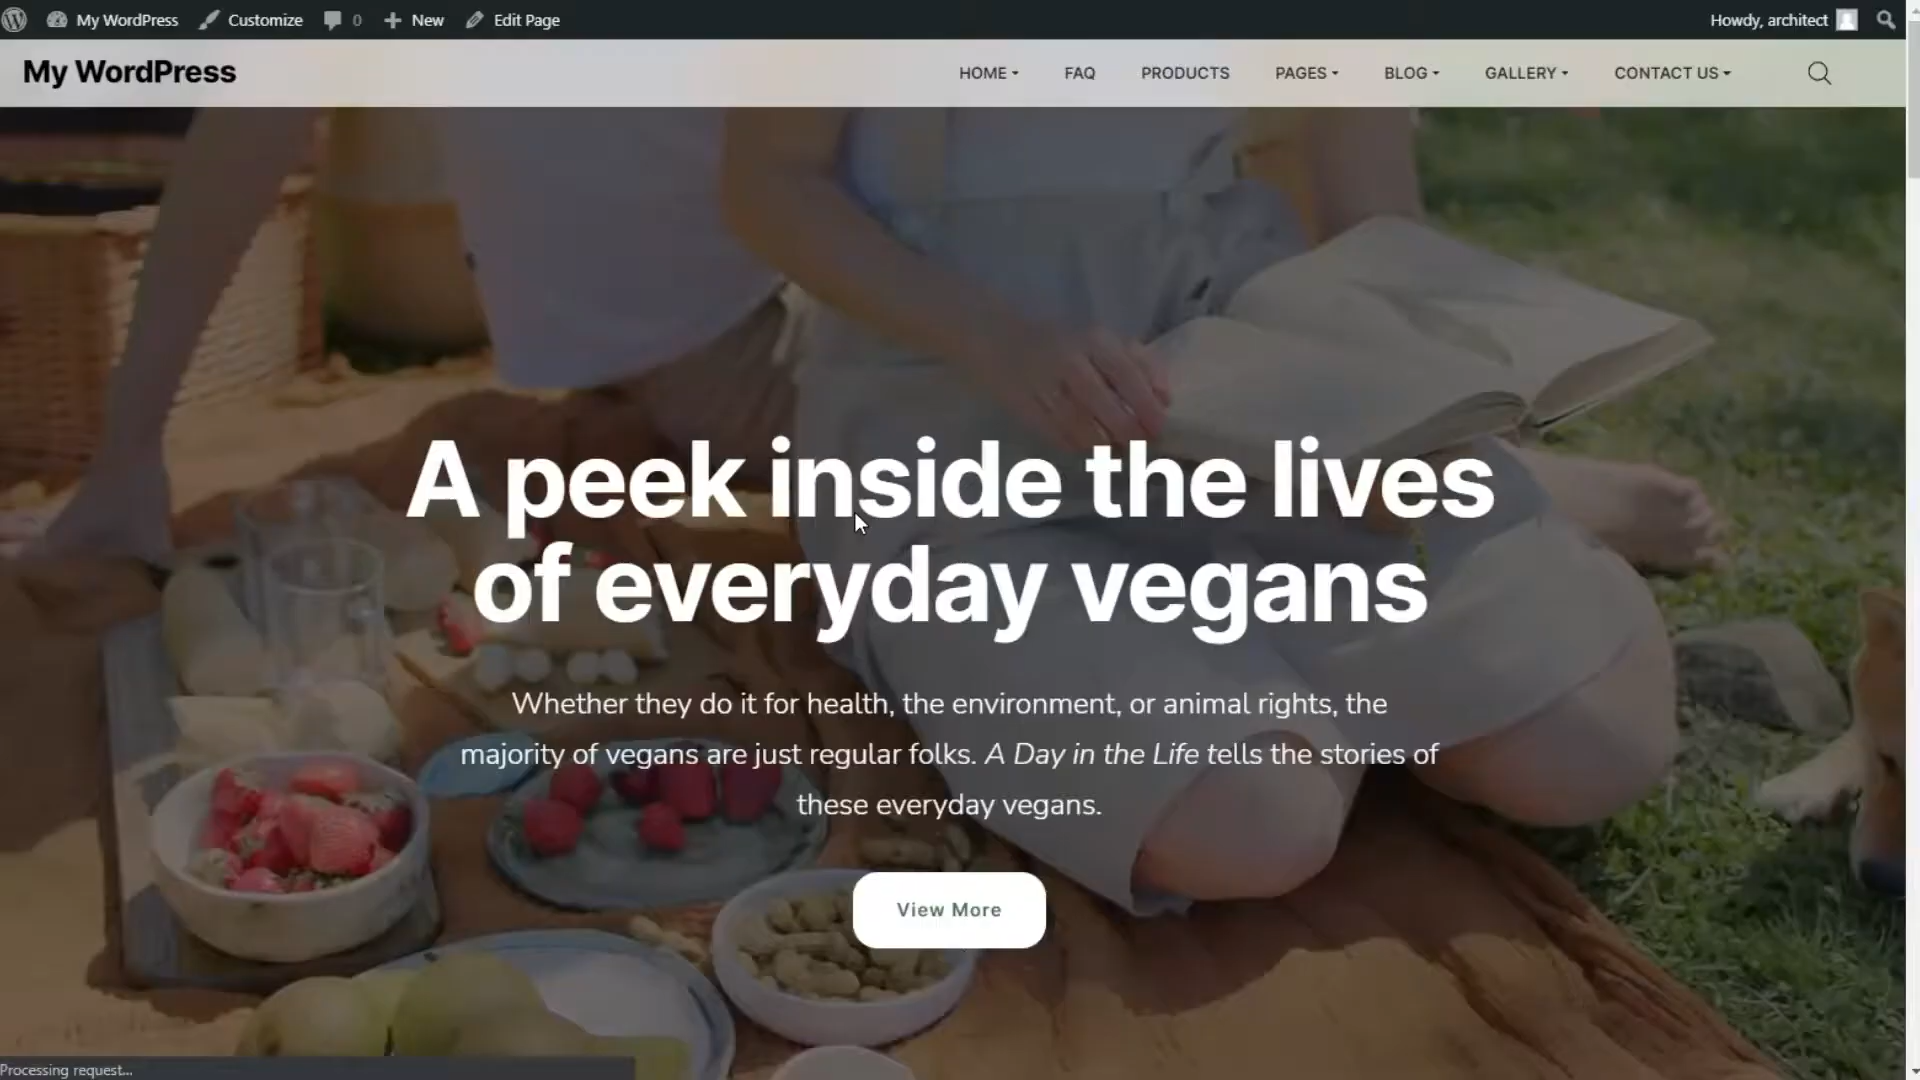 My WordPress Customize 0 New Edit Page Howdy, architect
My WordPress HOME FAQ PRODUCTS PAGES BLOG GALLERY CONTACT US
A peek inside the lives
of everyday vegans
Whether they do it for health, the environment, or animal rights, the
majority of vegans are just regular folks. A Day in the Life tells the stories of
these everyday vegans.
View More
Processing request...